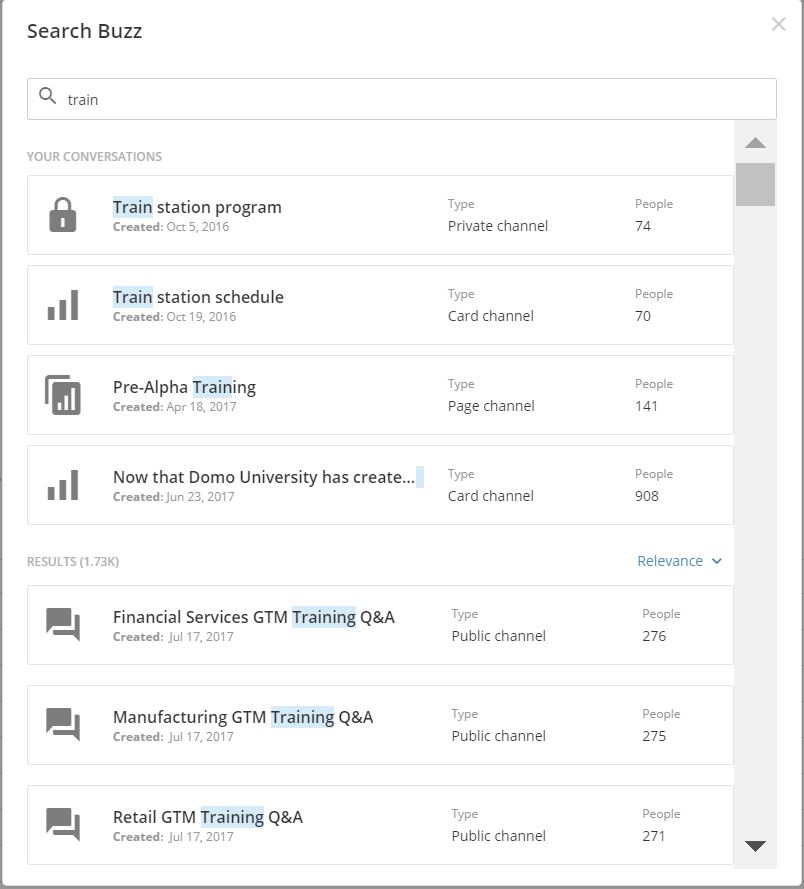 Search Buzz
train
YOUR CONVERSATIONS
Train station program
Created: Oct 5, 2016
Type
Private channel
People
74
Train station schedule
Created: Oct 19, 2016
Type
Card channel
People
70
Pre-Alpha Training
Created: Apr 18, 2017
Type
Page channel
People
141
Now that Domo University has create...
Created: Jun 23, 2017
Type
Card channel
People
908
RESULTS (1.73K)
Relevance
Financial Services GTM Training Q&A
Created: Jul 17, 2017
Type
Public channel
People
276
Manufacturing GTM Training Q&A
Created: Jul 17, 2017
Type
Public channel
People
275
Retail GTM Training Q&A
Created: Jul 17, 2017
Type
Public channel
People
271